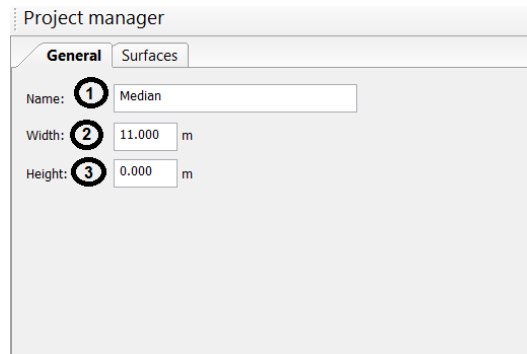 Project manager
General Surfaces
Name: 1 Median
Width: 2 11.000 m
Height: 3 0.000 m